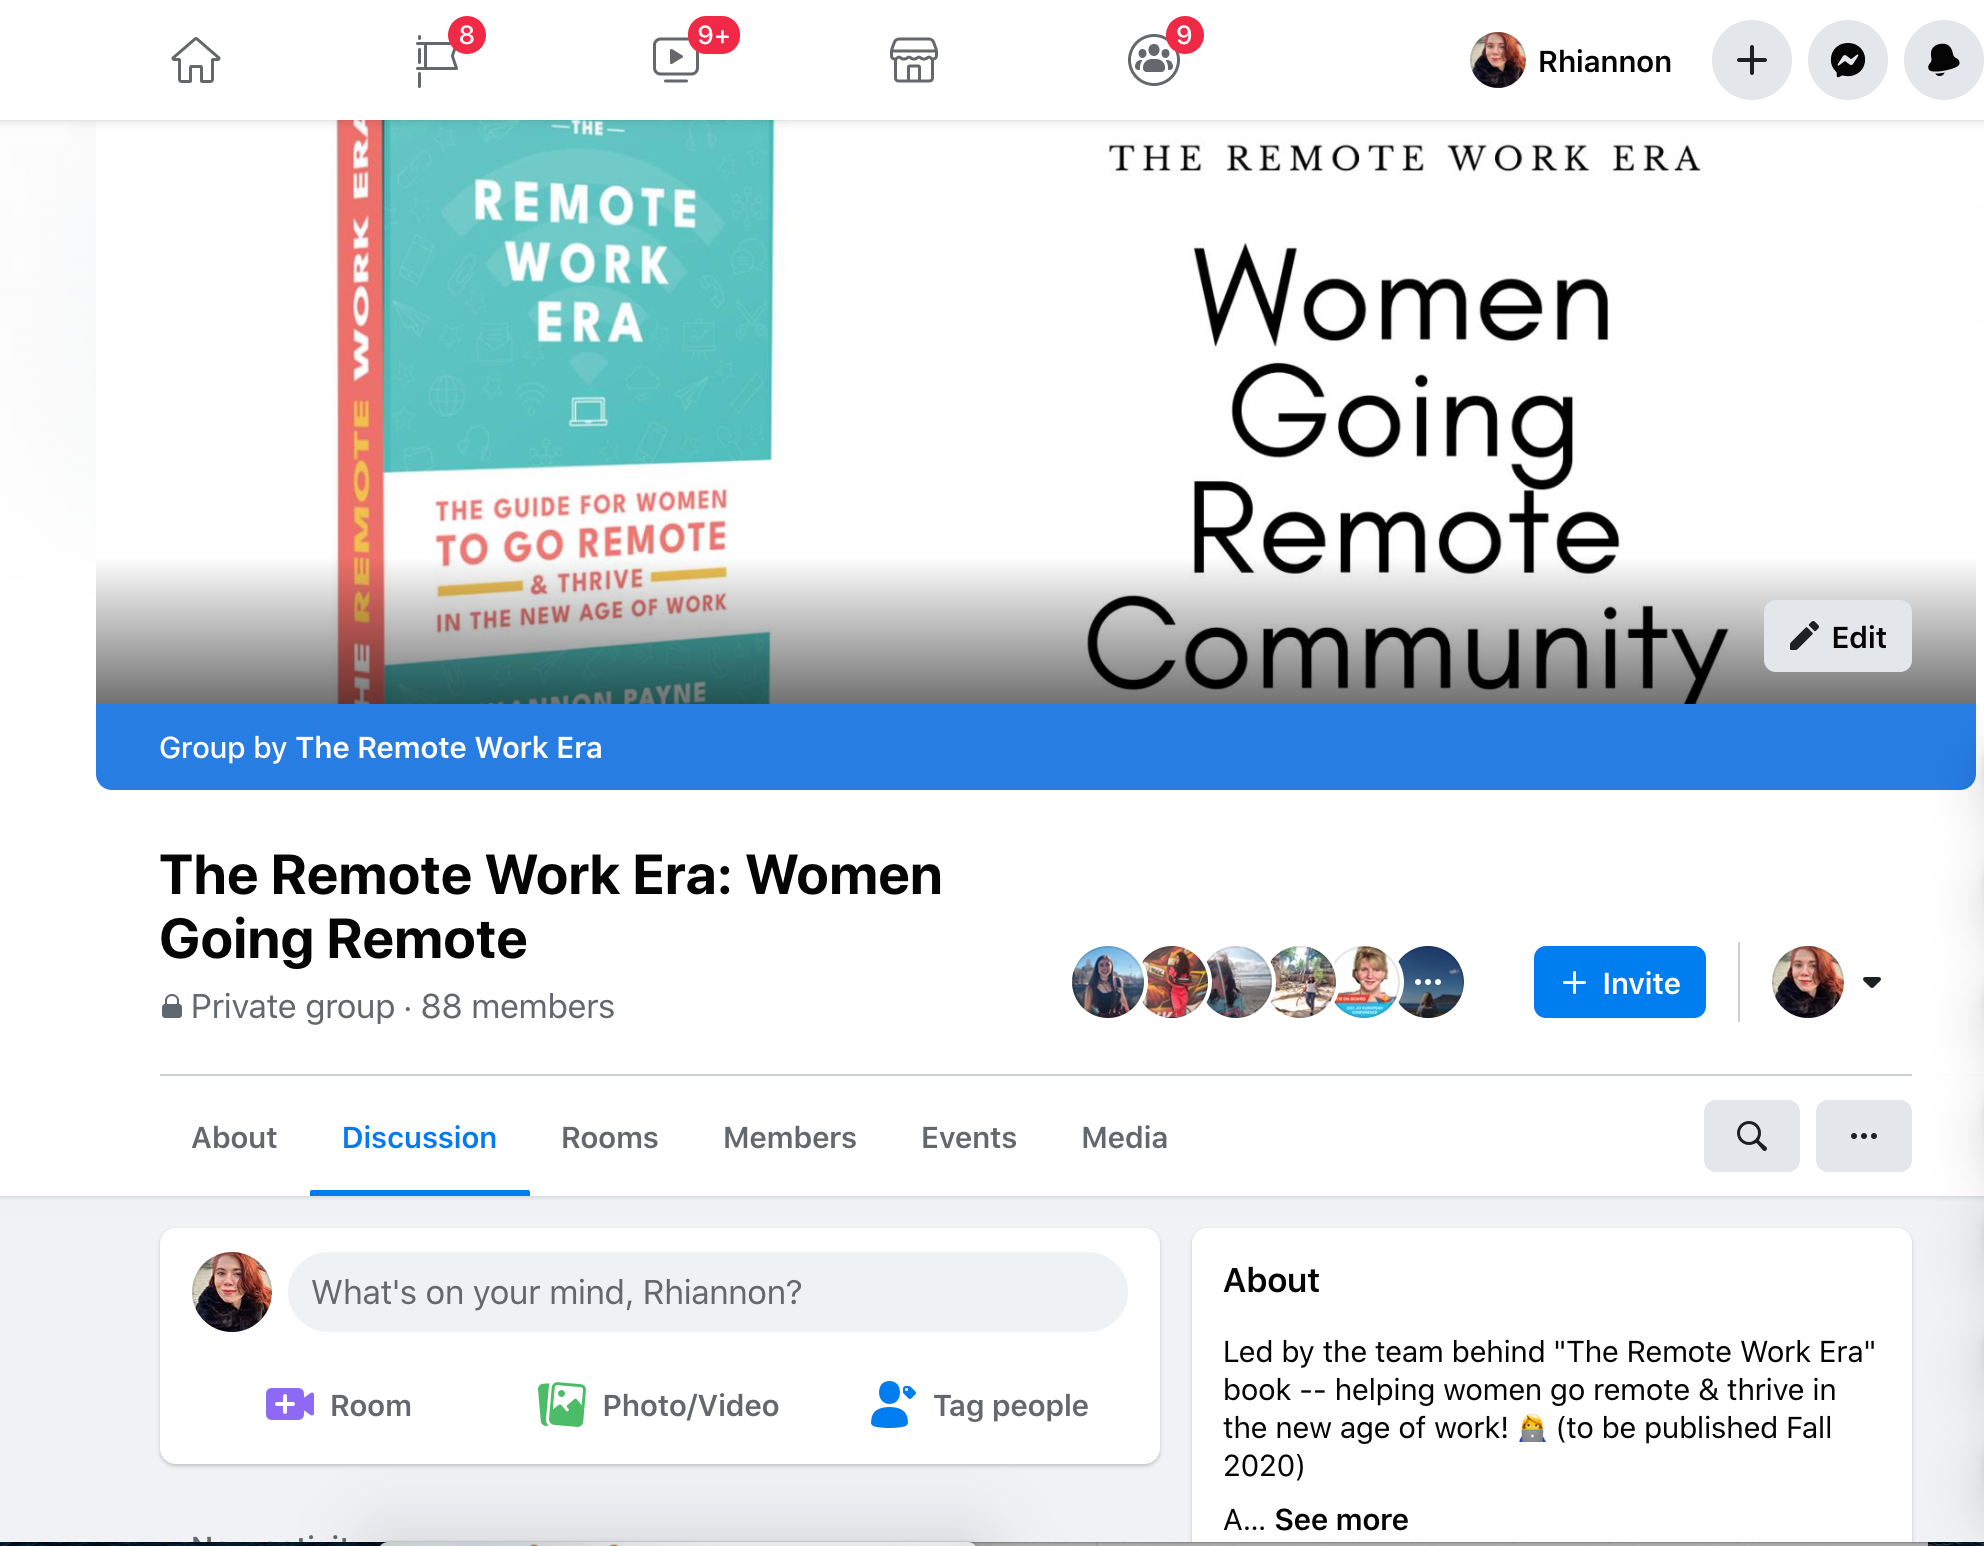 8
9+
9
Rhiannon
THE
REMOTE
WORK
ERA
THE GUIDE FOR WOMEN
TO GO REMOTE
& THRIVE
IN THE NEW AGE OF WORK
PAYNE
THE REMOTE WORK ERA
THE REMOTE WORK ERA
Women
Going
Remote
Community
Edit
Group by The Remote Work Era
The Remote Work Era: Women
Going Remote
Private group · 88 members
+ Invite
About
Discussion
Rooms
Members
Events
Media
What's on your mind, Rhiannon?
Room
Photo/Video
Tag people
About
Led by the team behind "The Remote Work Era"
book -- helping women go remote & thrive in
the new age of work! 👩‍💻 (to be published Fall
2020)
A... See more